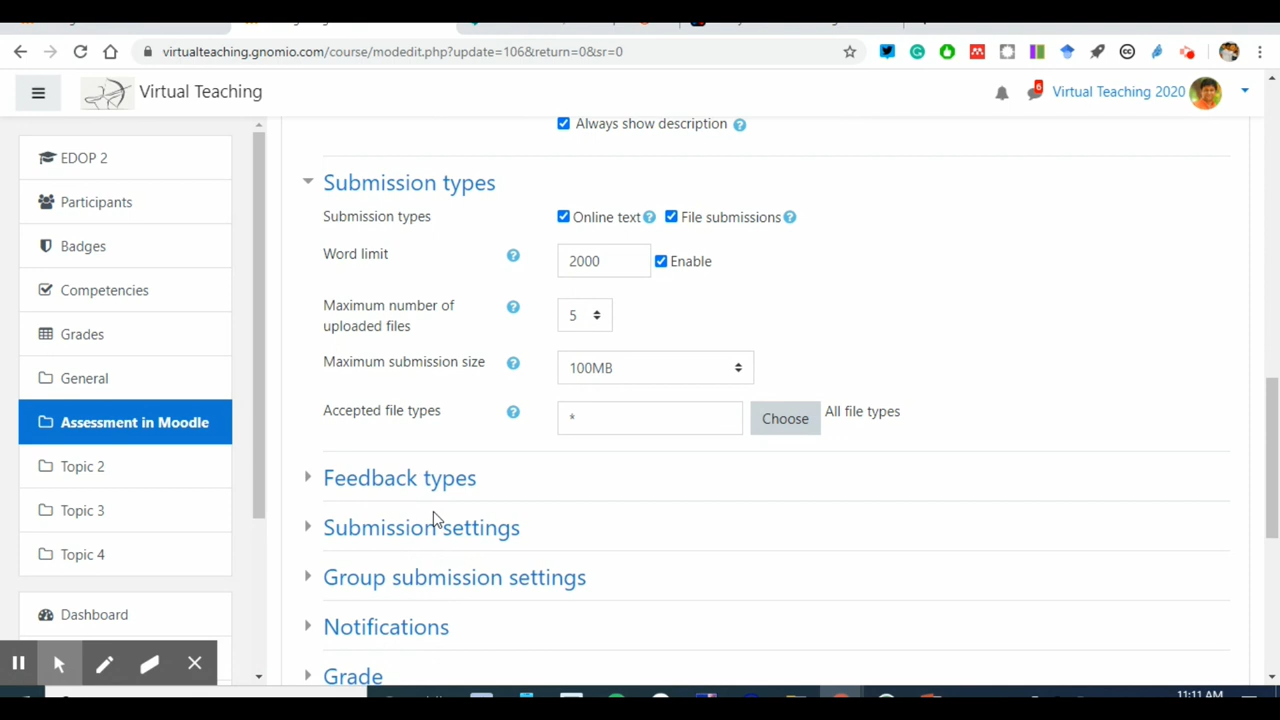 virtualteaching.gnomio.com/course/modedit.php?update=106&return=0&sr=0
Virtual Teaching
6
Virtual Teaching 2020
EDOP 2
Participants
Badges
Competencies
Grades
General
Assessment in Moodle
Topic 2
Topic 3
Topic 4
Dashboard
Always show description
Submission types
Submission types
Online text
File submissions
Word limit
2000
Enable
Maximum number of
uploaded files
5
Maximum submission size
100MB
Accepted file types
*
Choose
All file types
Feedback types
Submission settings
Group submission settings
Notifications
Grade
11:11 AM